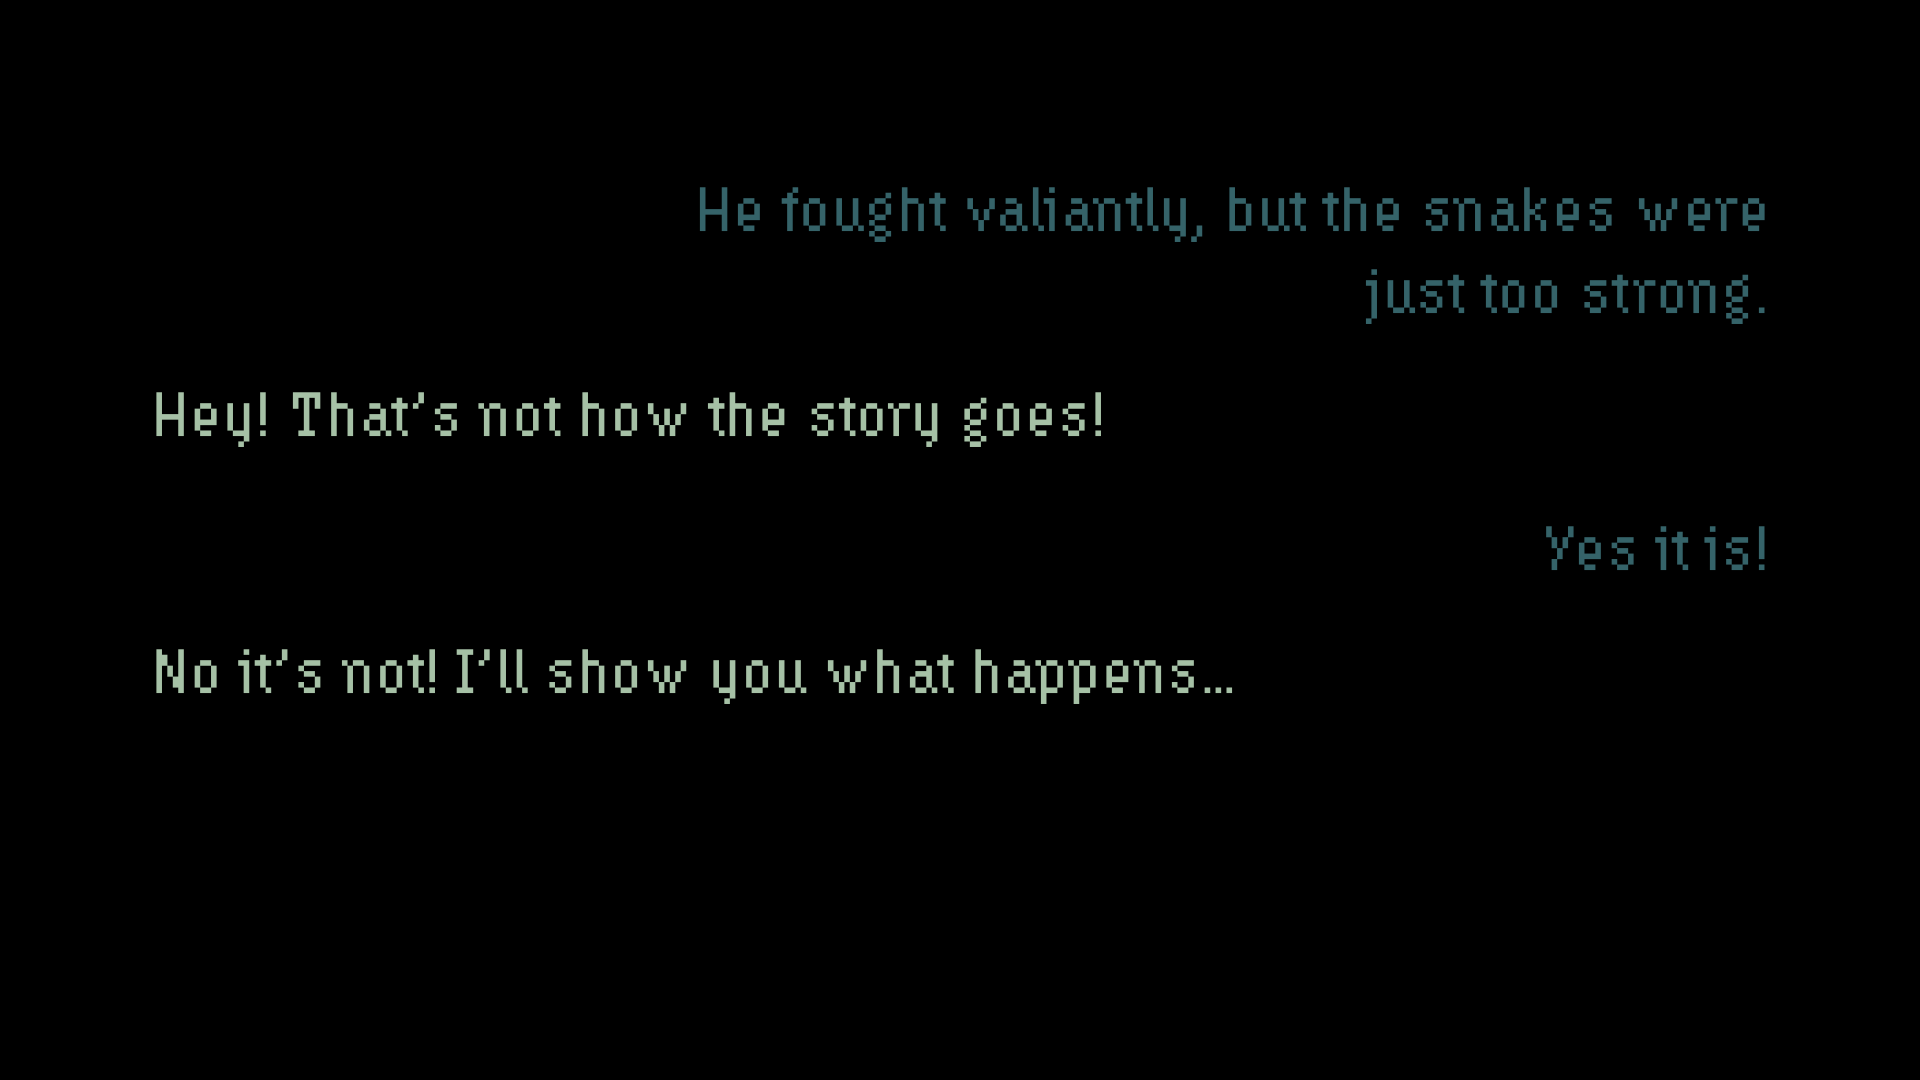 He fought valiantly, but the snakes were
just too strong.
Hey! That's not how the story goes!
Yes it is!
No it's not! I'll show you what happens...